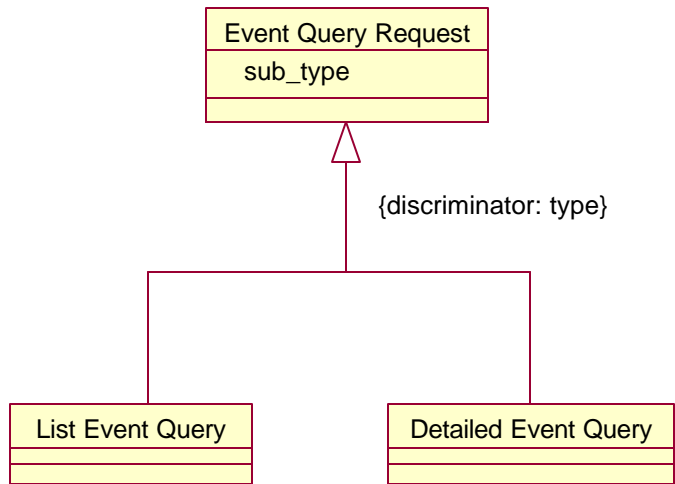 Event Query Request
sub_type
{discriminator: type}
List Event Query
Detailed Event Query